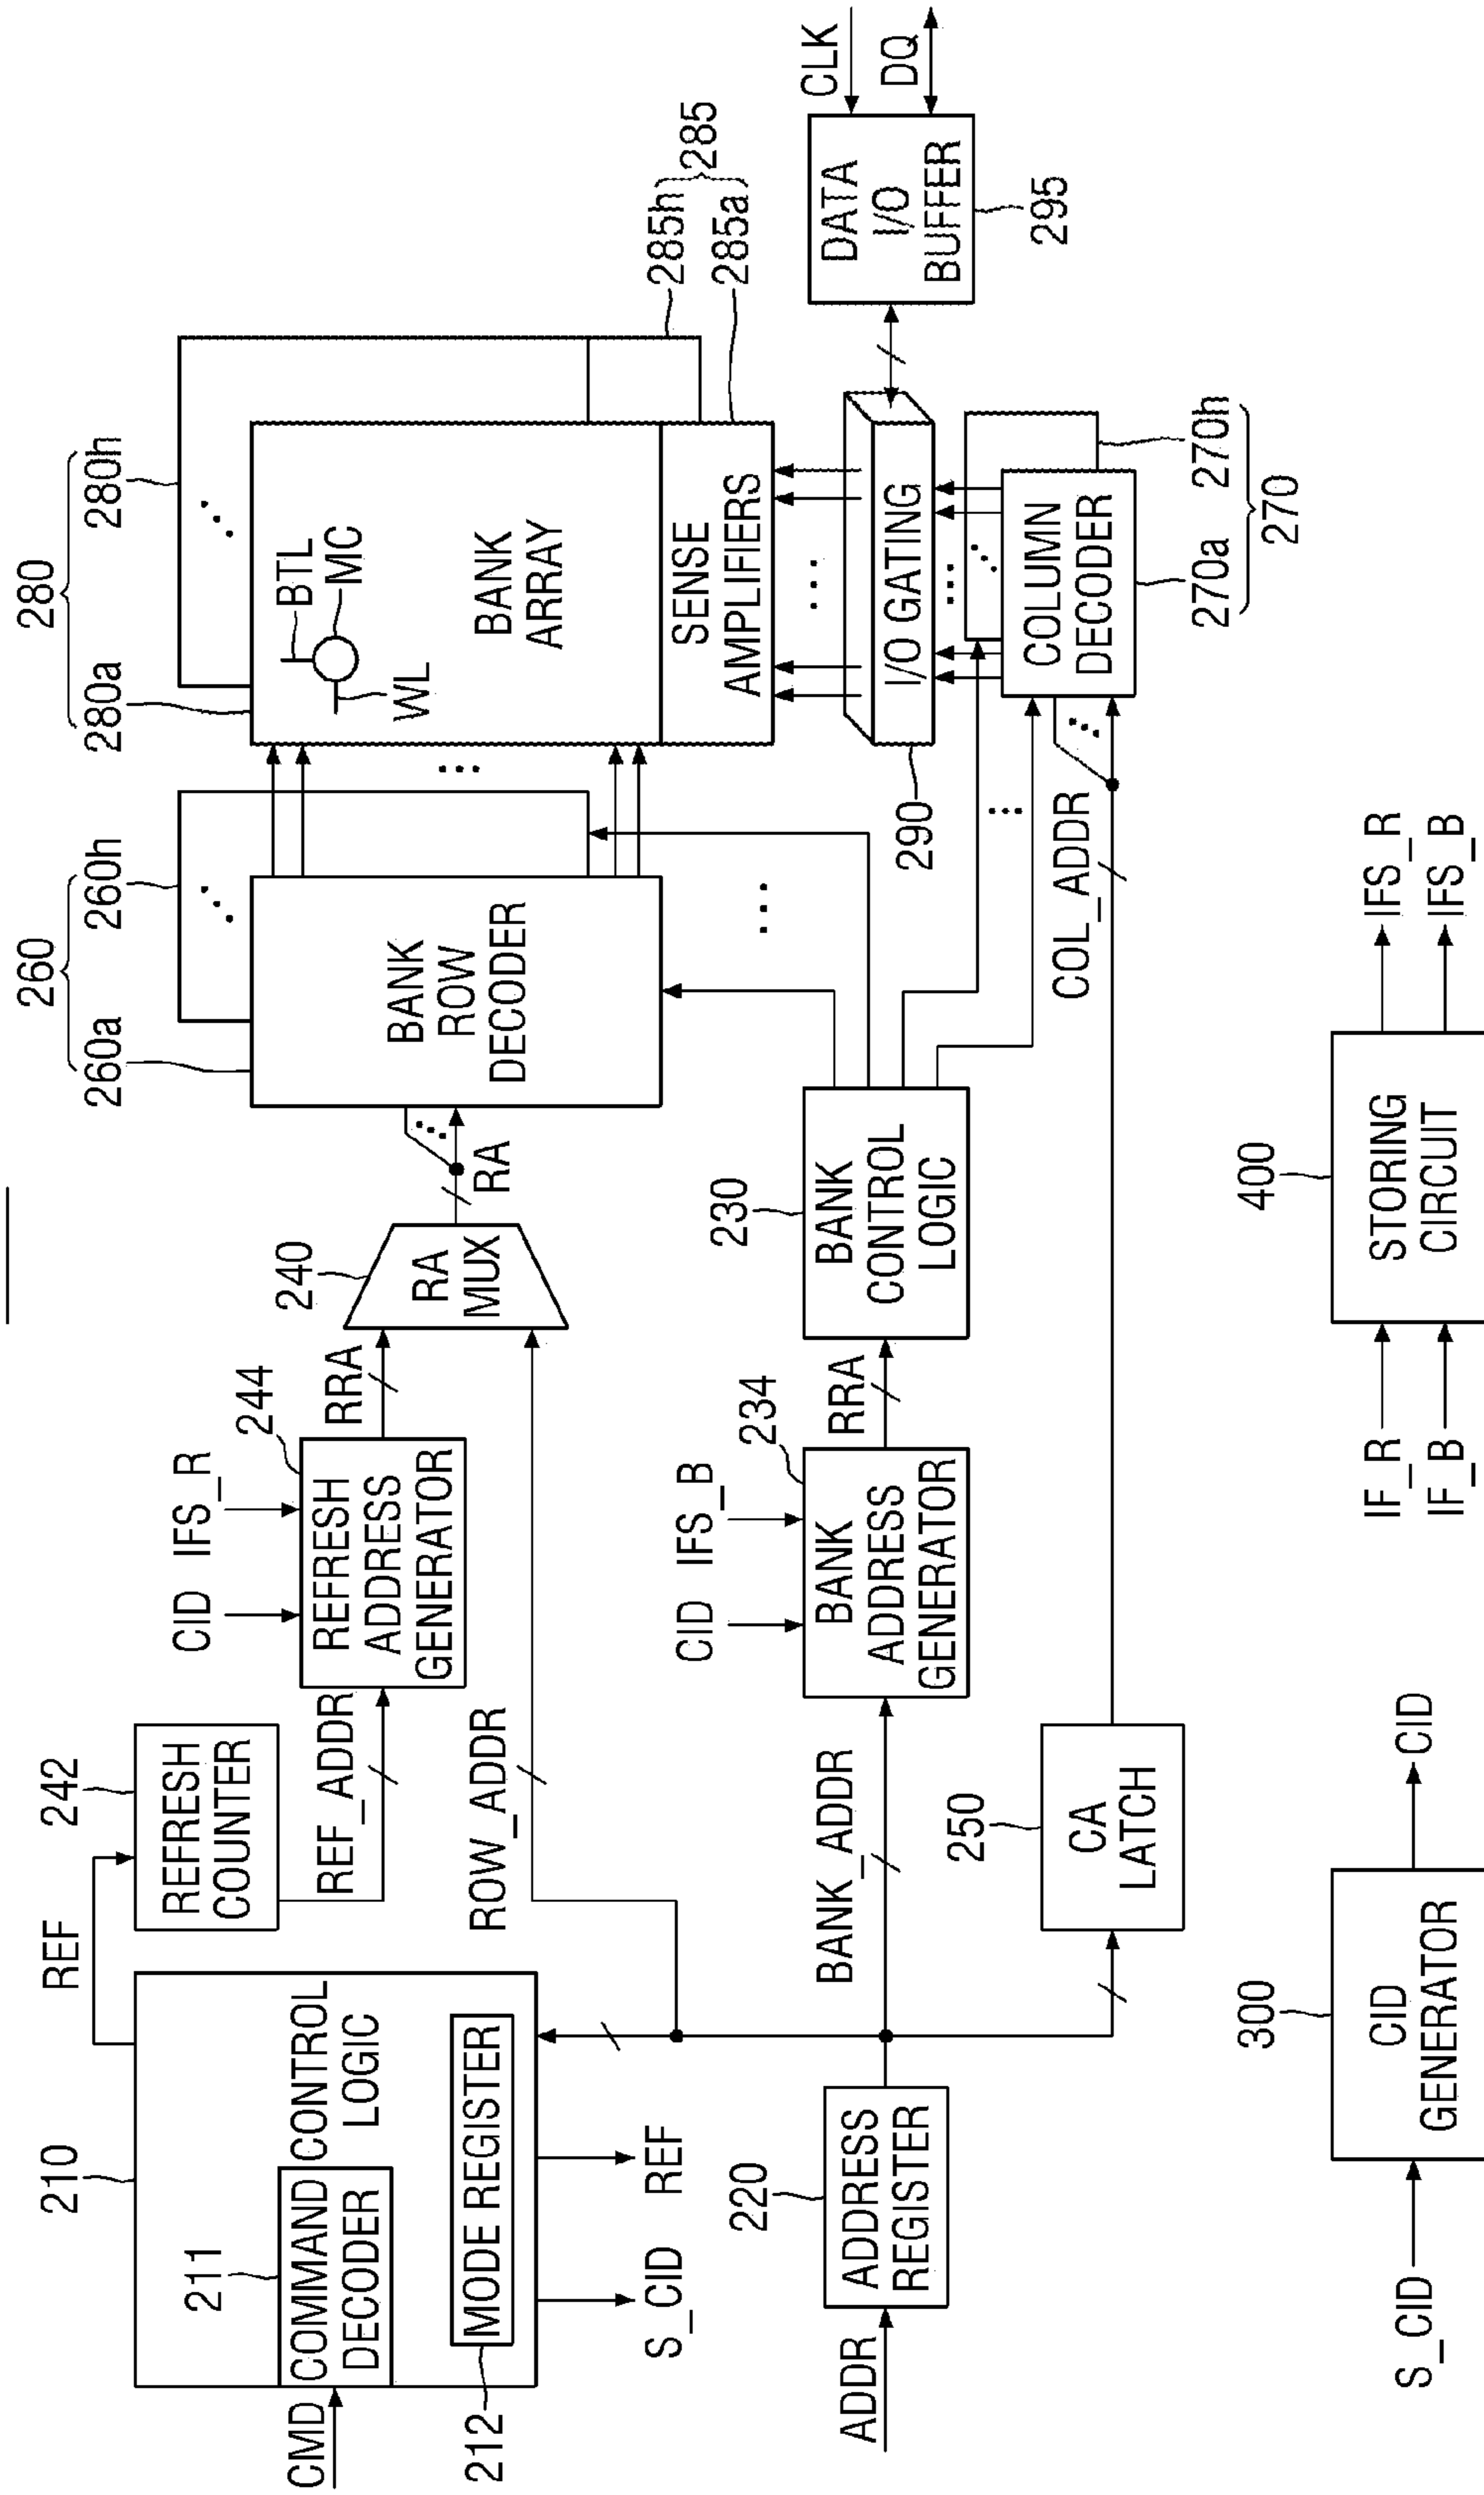 210
REF
242
211
CONTROL
LOGIC
COMMAND
DECODER
CMD
212
MODE REGISTER
S_CID
REF
REFRESH
COUNTER
REF_ADDR
ROW_ADDR
CID
IFS_R
244
REFRESH
ADDRESS
GENERATOR
RRA
240
RA
MUX
RA
260
260a
260h
BANK
ROW
DECODER
280
280a
280h
BTL
MC
WL
BANK
ARRAY
SENSE
AMPLIFIERS
285h
285a
285
220
ADDR
ADDRESS
REGISTER
BANK_ADDR
CID
IFS_B
234
BANK
ADDRESS
GENERATOR
RRA
230
BANK
CONTROL
LOGIC
290
I/O GATING
CLK
DQ
DATA
I/O
BUFFER
295
250
CA
LATCH
COL_ADDR
COLUMN
DECODER
270a
270h
270
300
S_CID
CID
GENERATOR
CID
400
IF_R
IF_B
STORING
CIRCUIT
IFS_R
IFS_B